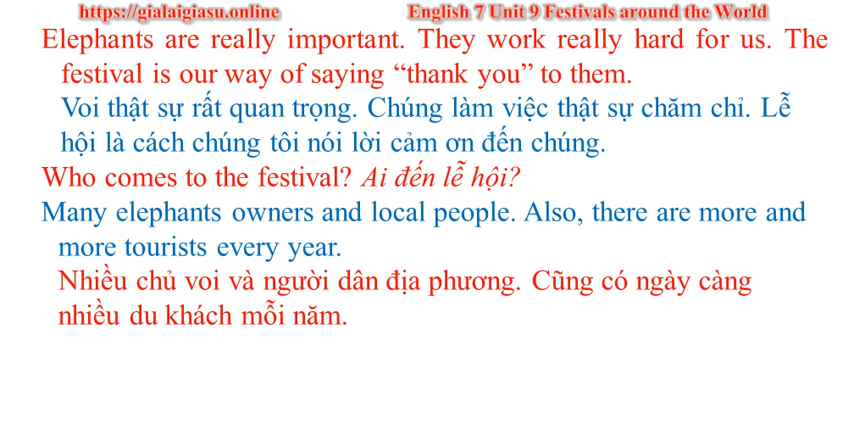 https://gialaigiasu.online English 7 Unit 9 Festivals around the World
Elephants are really important. They work really hard for us. The
festival is our way of saying “thank you” to them.
Voi thật sự rất quan trọng. Chúng làm việc thật sự chăm chỉ. Lễ
hội là cách chúng tôi nói lời cảm ơn đến chúng.
Who comes to the festival? Ai đến lễ hội?
Many elephants owners and local people. Also, there are more and
more tourists every year.
Nhiều chủ voi và người dân địa phương. Cũng có ngày càng
nhiều du khách mỗi năm.